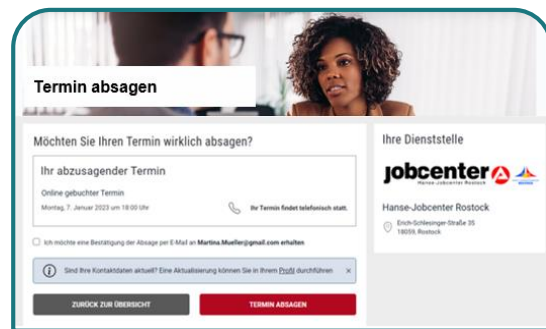 Termin absagen
Möchten Sie Ihren Termin wirklich absagen?
Ihr abzusagender Termin
Online gebuchter Termin
Montag, 7. Januar 2023 um 18:00 Uhr
Ihr Termin findet telefonisch statt.
Ich möchte eine Bestätigung der Absage per E-Mail an Martina.Mueller@gmail.com erhalten
Sind Ihre Kontaktdaten aktuell? Eine Aktualisierung können Sie in Ihrem Profil durchführen
ZURÜCK ZUR ÜBERSICHT
TERMIN ABSAGEN
Ihre Dienststelle
jobcenter
Hanse-Jobcenter Rostock
Hanse-Jobcenter Rostock
Erich-Schlesinger-Straße 35
18059, Rostock